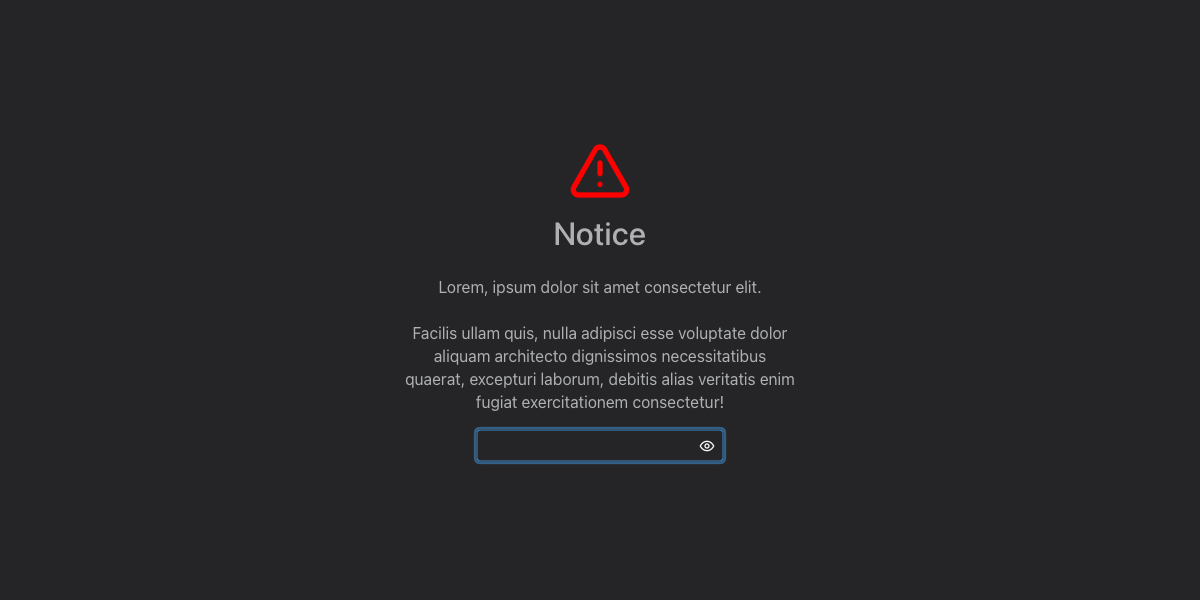 Notice
Lorem, ipsum dolor sit amet consectetur elit.
Facilis ullam quis, nulla adipisci esse voluptate dolor
aliquam architecto dignissimos necessitatibus
quaerat, excepturi laborum, debitis alias veritatis enim
fugiat exercitationem consectetur!